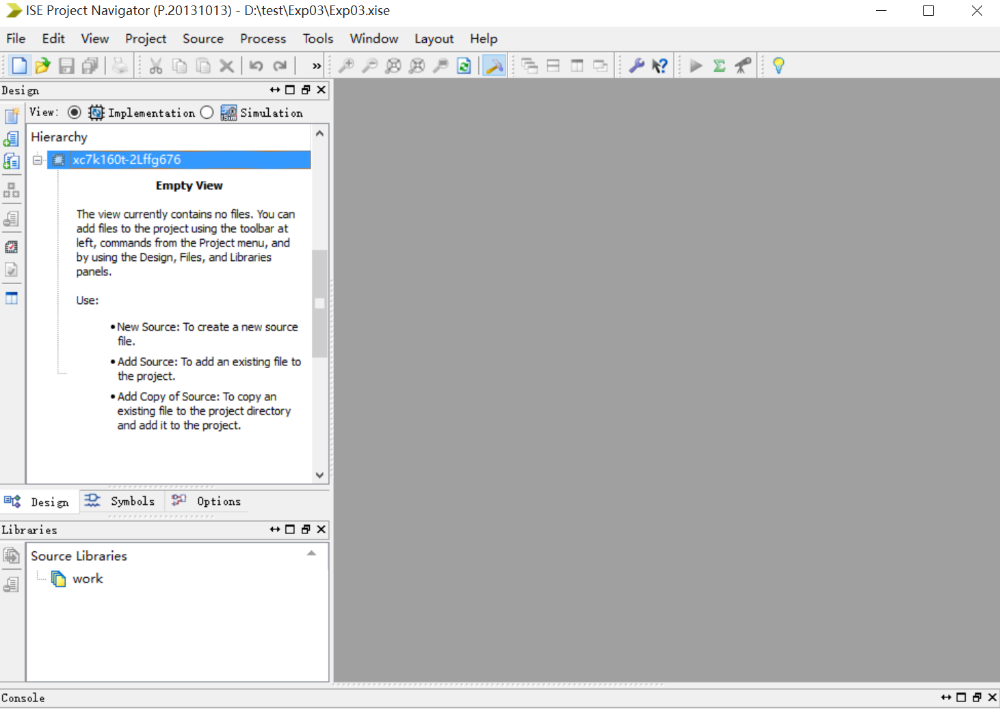 ISE Project Navigator (P.20131013) - D:\test\Exp03\Exp03.xise
File Edit View Project Source Process Tools Window Layout Help
»
Design
View: Implementation Simulation
Hierarchy
xc7k160t-2Lffg676
Empty View
The view currently contains no files. You can
add files to the project using the toolbar at
left, commands from the Project menu, and
by using the Design, Files, and Libraries
panels.
Use:
• New Source: To create a new source
file.
• Add Source: To add an existing file to
the project.
• Add Copy of Source: To copy an
existing file to the project directory
and add it to the project.
Design Symbols Options
Libraries
Source Libraries
work
Console